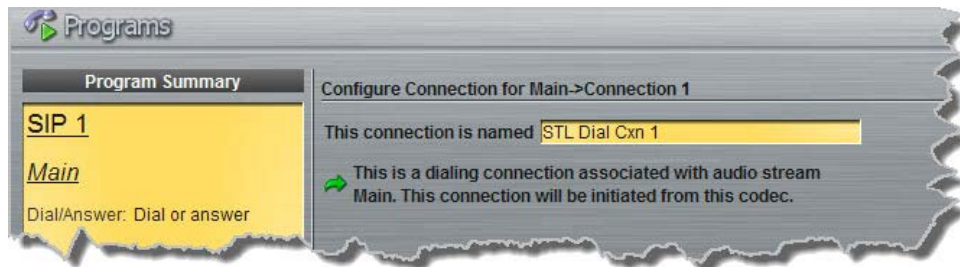 Programs
Program Summary
SIP 1
Main
Dial/Answer: Dial or answer
Configure Connection for Main->Connection 1
This connection is named STL Dial Cxn 1
This is a dialing connection associated with audio stream
Main. This connection will be initiated from this codec.